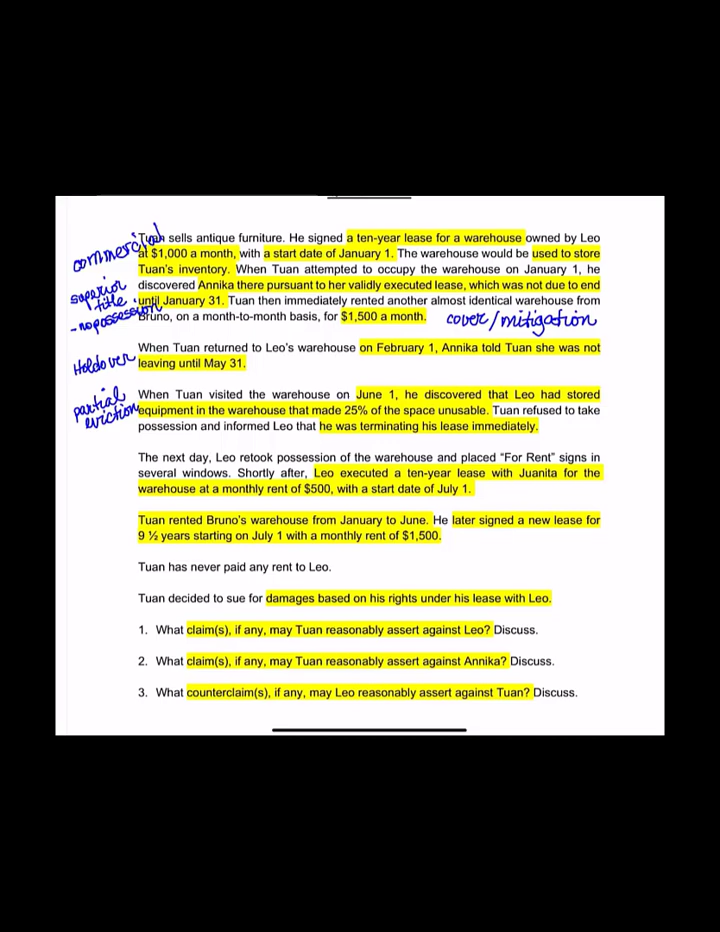 commercial
Tuan sells antique furniture. He signed a ten-year lease for a warehouse owned by Leo
at $1,000 a month, with a start date of January 1. The warehouse would be used to store
Tuan's inventory. When Tuan attempted to occupy the warehouse on January 1, he
superior title
- no possession
discovered Annika there pursuant to her validly executed lease, which was not due to end
until January 31. Tuan then immediately rented another almost identical warehouse from
Bruno, on a month-to-month basis, for $1,500 a month. cover/mitigation
Holdover
When Tuan returned to Leo's warehouse on February 1, Annika told Tuan she was not
leaving until May 31.
partial eviction
When Tuan visited the warehouse on June 1, he discovered that Leo had stored
equipment in the warehouse that made 25% of the space unusable. Tuan refused to take
possession and informed Leo that he was terminating his lease immediately.
The next day, Leo retook possession of the warehouse and placed "For Rent" signs in
several windows. Shortly after, Leo executed a ten-year lease with Juanita for the
warehouse at a monthly rent of $500, with a start date of July 1.
Tuan rented Bruno's warehouse from January to June. He later signed a new lease for
9 ½ years starting on July 1 with a monthly rent of $1,500.
Tuan has never paid any rent to Leo.
Tuan decided to sue for damages based on his rights under his lease with Leo.
1. What claim(s), if any, may Tuan reasonably assert against Leo? Discuss.
2. What claim(s), if any, may Tuan reasonably assert against Annika? Discuss.
3. What counterclaim(s), if any, may Leo reasonably assert against Tuan? Discuss.